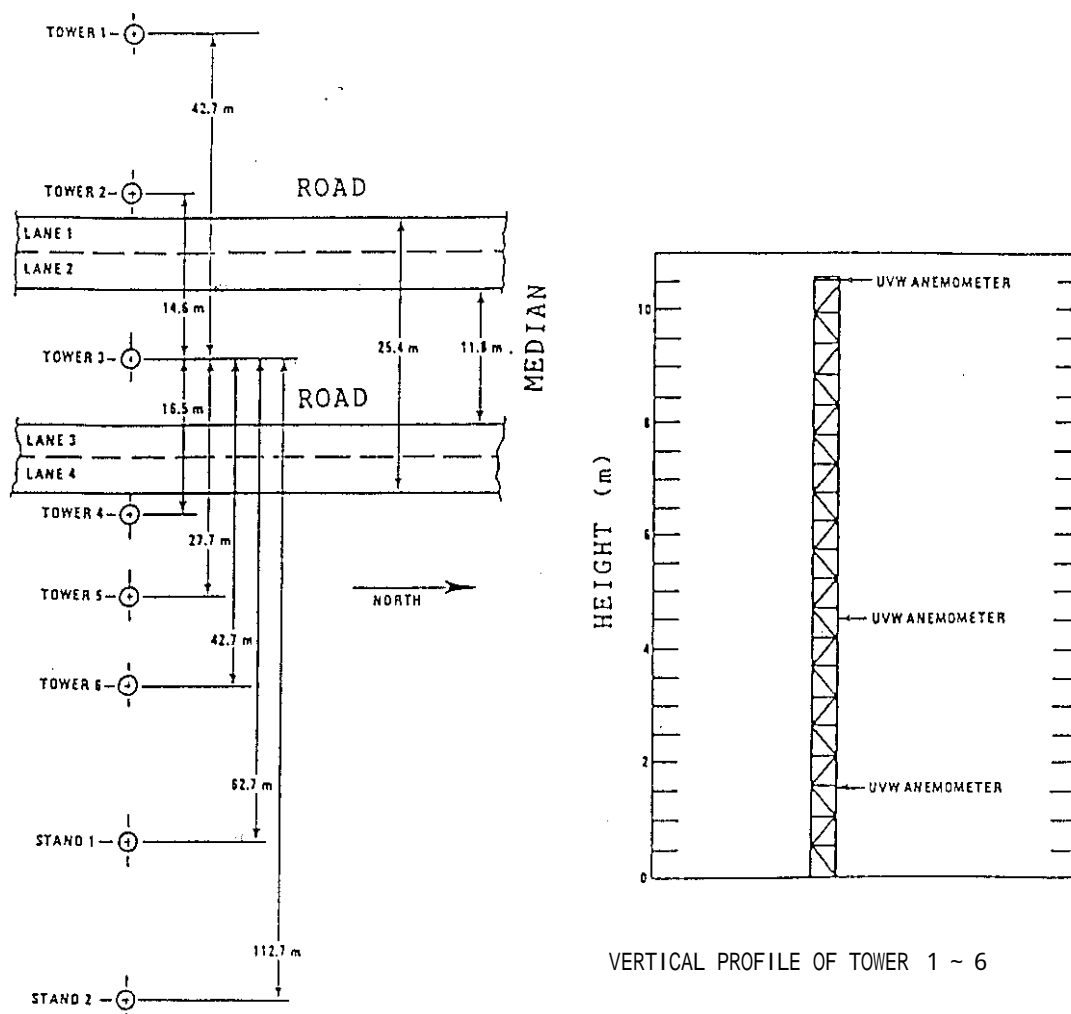 TOWER 1
42.7 m
TOWER 2
ROAD
LANE 1
LANE 2
14.6 m
TOWER 3
25.4 m
11.8 m
MEDIAN
ROAD
16.5 m
LANE 3
LANE 4
TOWER 4
27.7 m
TOWER 5
NORTH
42.7 m
TOWER 6
62.7 m
STAND 1
112.7 m
STAND 2
HEIGHT (m)
10
8
6
4
2
0
UVW ANEMOMETER
UVW ANEMOMETER
UVW ANEMOMETER
VERTICAL PROFILE OF TOWER 1 ~ 6